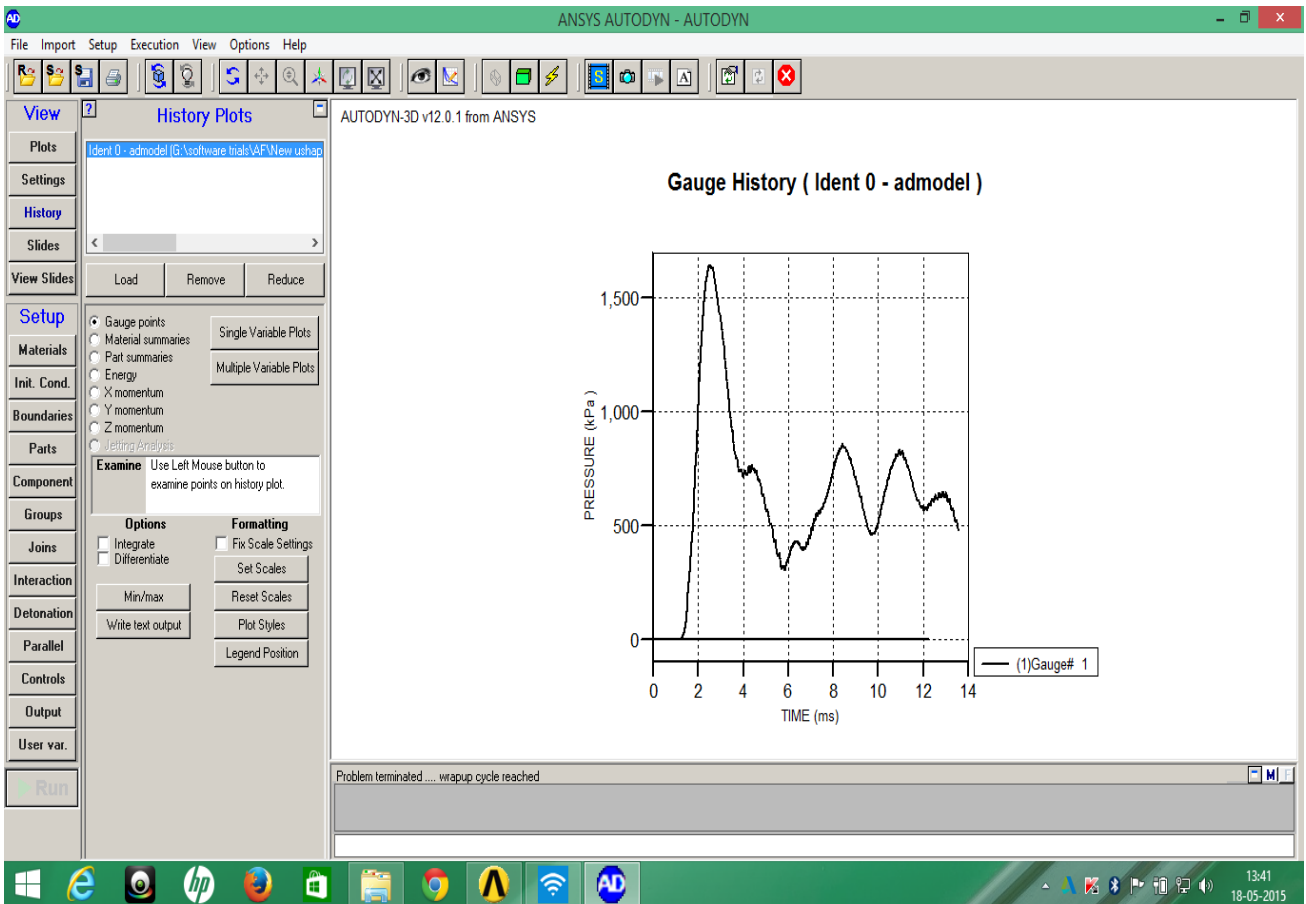 ANSYS AUTODYN - AUTODYN
File Import Setup Execution View Options Help
View
Plots
Settings
History
Slides
View Slides
Setup
Materials
Init. Cond.
Boundaries
Parts
Component
Groups
Joins
Interaction
Detonation
Parallel
Controls
Output
User var.
Run
? History Plots
Ident 0 - admodel (G:\software trials\AF\New ushap
Load Remove Reduce
Gauge points
Material summaries
Part summaries
Energy
X momentum
Y momentum
Z momentum
Jetting Analysis
Single Variable Plots
Multiple Variable Plots
Examine Use Left Mouse button to
examine points on history plot.
Options Formatting
Integrate
Differentiate
Fix Scale Settings
Min/max
Write text output
Set Scales
Reset Scales
Plot Styles
Legend Position
AUTODYN-3D v12.0.1 from ANSYS
Gauge History ( Ident 0 - admodel )
PRESSURE (kPa )
1,500
1,000
500
0
0 2 4 6 8 10 12 14
TIME (ms)
(1)Gauge# 1
Problem terminated .... wrapup cycle reached
M
13:41
18-05-2015